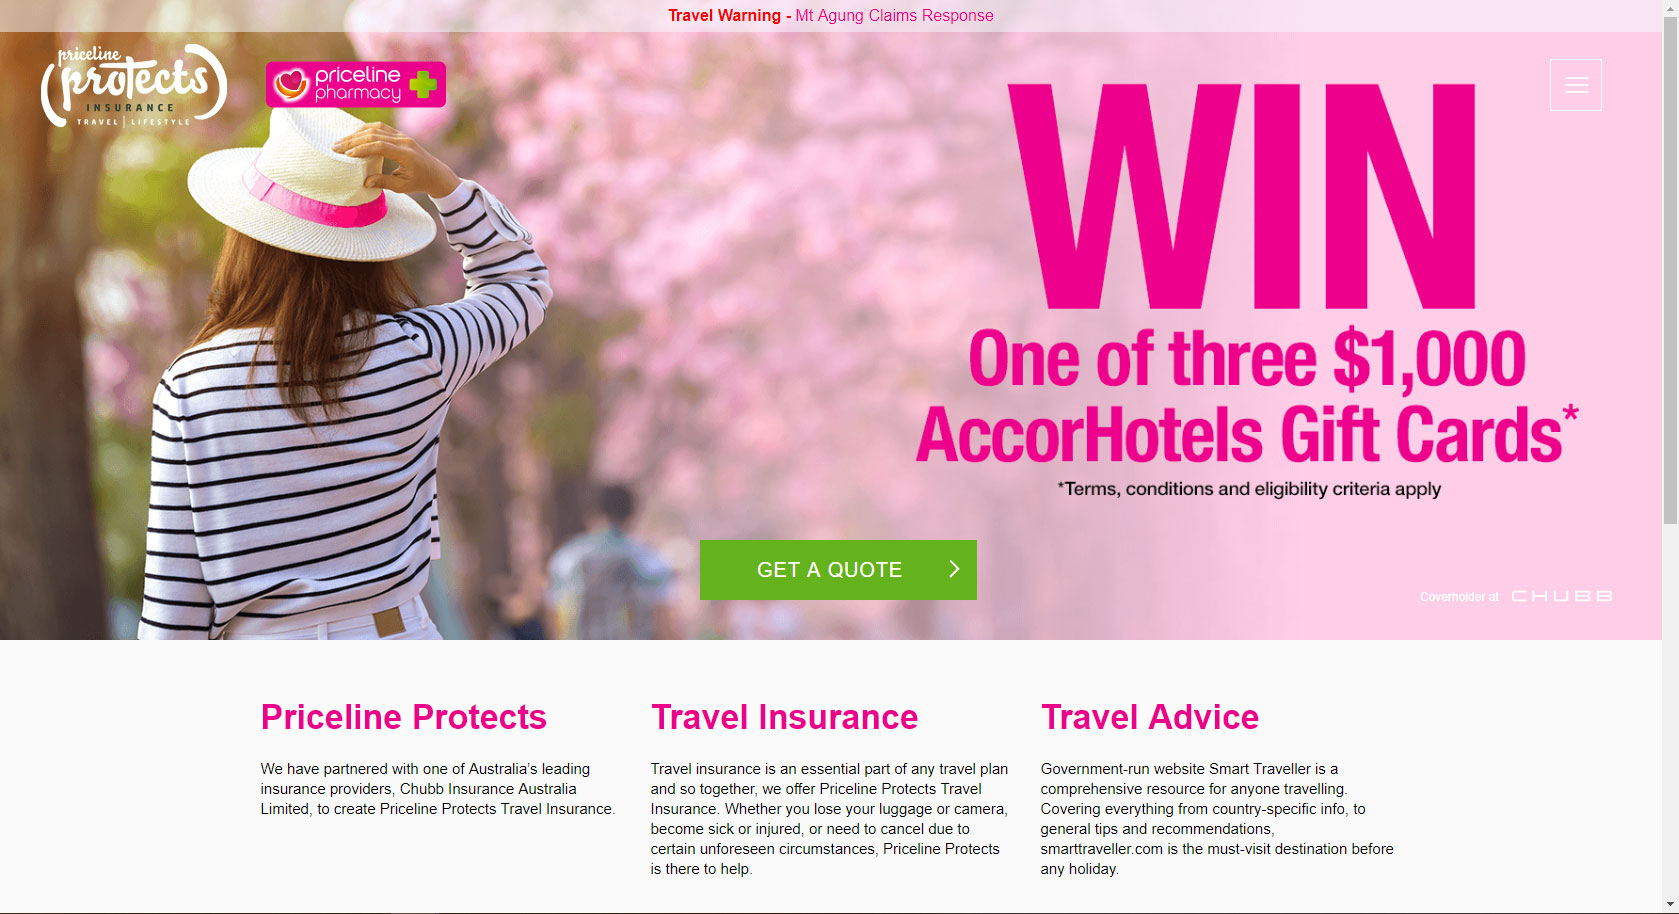 Travel Warning - Mt Agung Claims Response
priceline
protects
INSURANCE
TRAVEL | LIFESTYLE
priceline
pharmacy
WIN
One of three $1,000
AccorHotels Gift Cards*
*Terms, conditions and eligibility criteria apply
GET A QUOTE
Coverholder at CHUBB
Priceline Protects
We have partnered with one of Australia’s leading
insurance providers, Chubb Insurance Australia
Limited, to create Priceline Protects Travel Insurance.
Travel Insurance
Travel insurance is an essential part of any travel plan
and so together, we offer Priceline Protects Travel
Insurance. Whether you lose your luggage or camera,
become sick or injured, or need to cancel due to
certain unforeseen circumstances, Priceline Protects
is there to help.
Travel Advice
Government-run website Smart Traveller is a
comprehensive resource for anyone travelling.
Covering everything from country-specific info, to
general tips and recommendations,
smarttraveller.com is the must-visit destination before
any holiday.